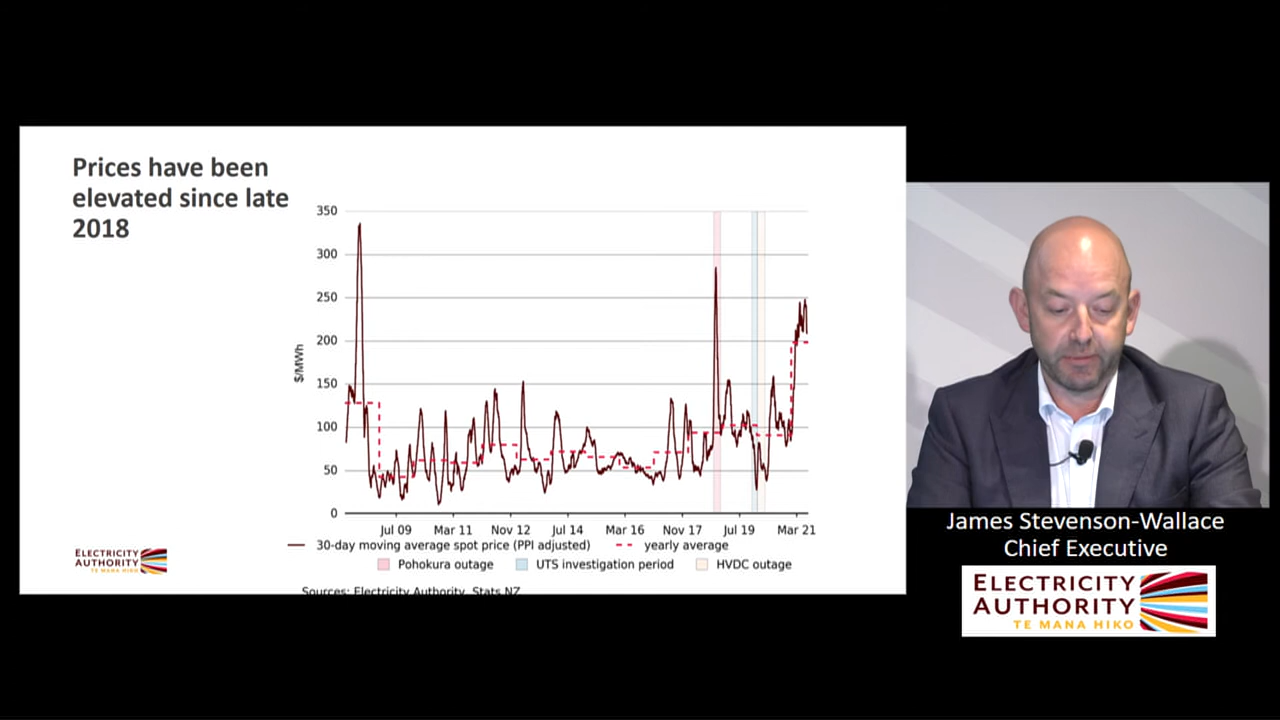 Prices have been
elevated since late
2018
350
300
250
200
150
100
50
0
$/MWh
Jul 09 Mar 11 Nov 12 Jul 14 Mar 16 Nov 17 Jul 19 Mar 21
30-day moving average spot price (PPI adjusted) yearly average
Pohokura outage UTS investigation period HVDC outage
Sources: Electricity Authority, Stats NZ
ELECTRICITY
AUTHORITY
TE MANA HIKO
James Stevenson-Wallace
Chief Executive
ELECTRICITY
AUTHORITY
TE MANA HIKO